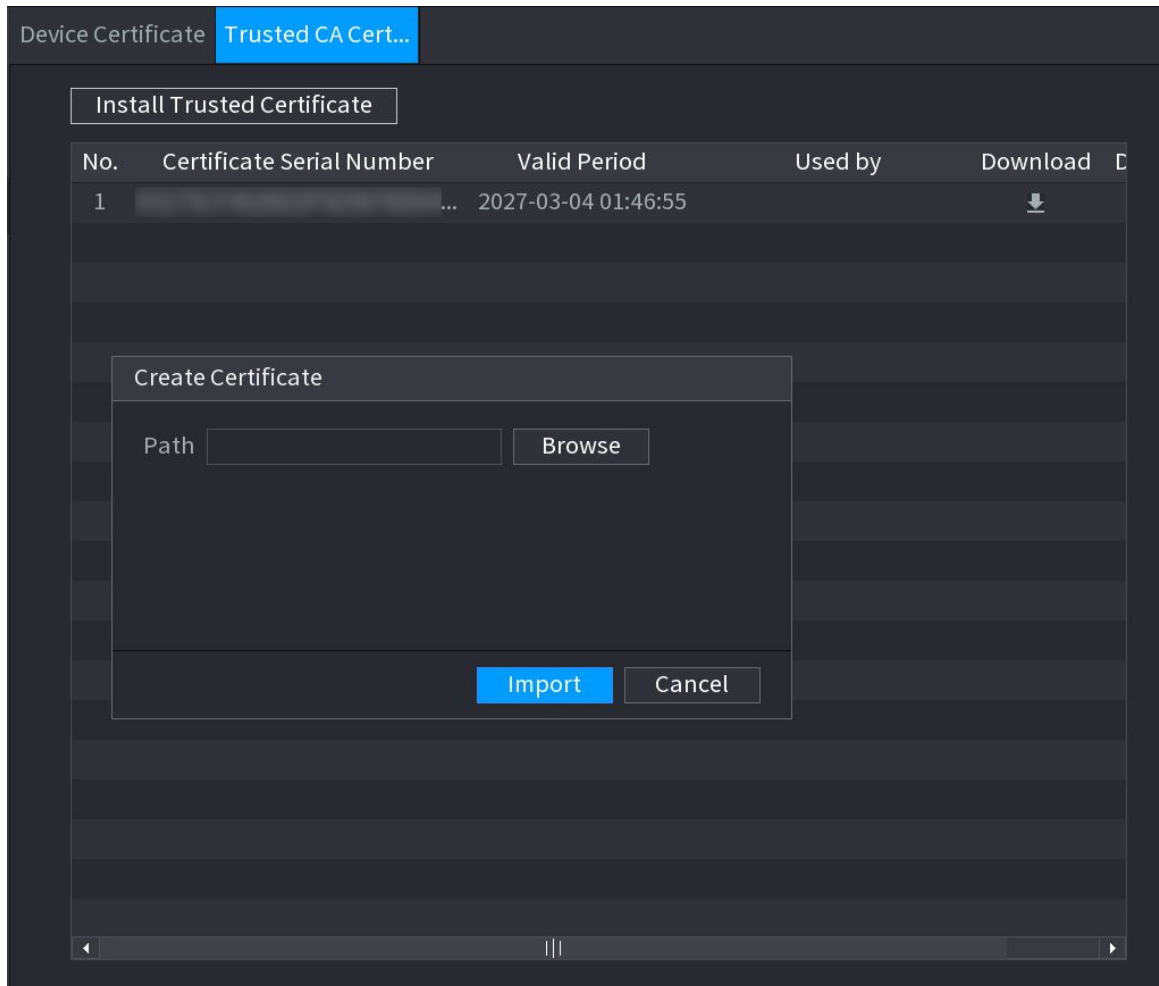 Device Certificate Trusted CA Cert...
Install Trusted Certificate
No. Certificate Serial Number Valid Period Used by Download D
1 ... 2027-03-04 01:46:55
Create Certificate
Path Browse
Import Cancel